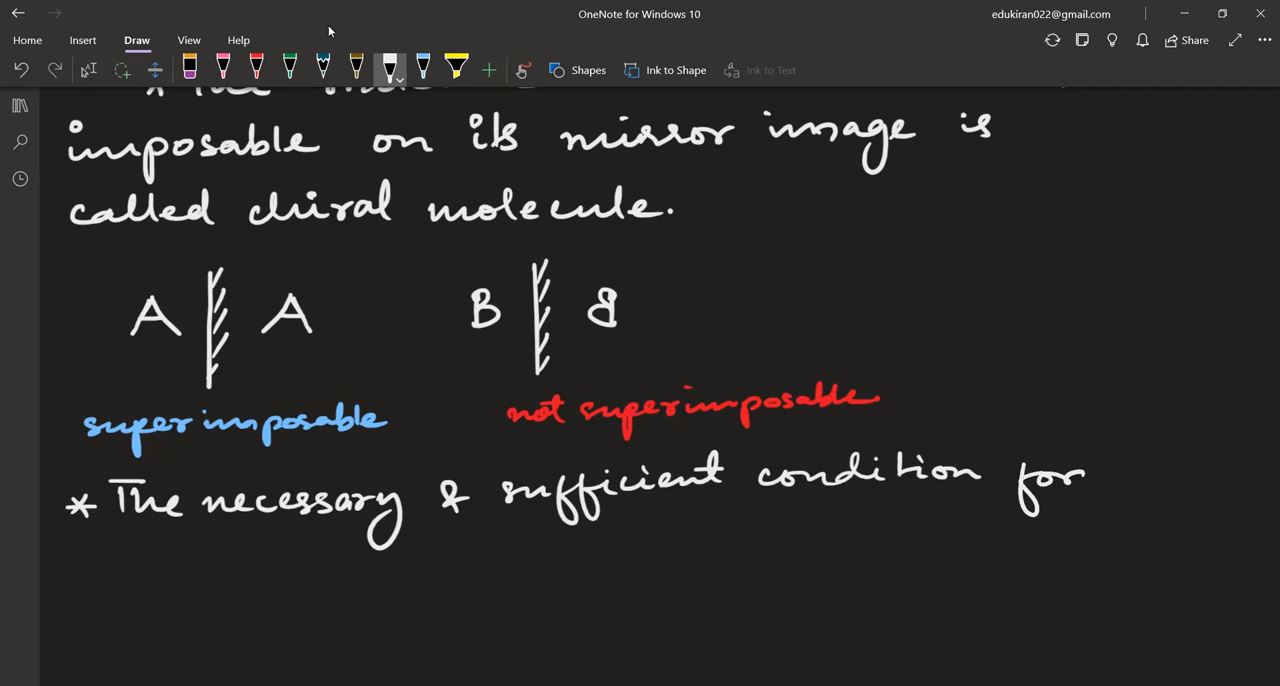 OneNote for Windows 10
edukiran022@gmail.com
Home Insert Draw View Help
Share
Shapes Ink to Shape Ink to Text
imposable on its mirror image is
called chiral molecule.
A A B B
superimposable not superimposable
* The necessary & sufficient condition for